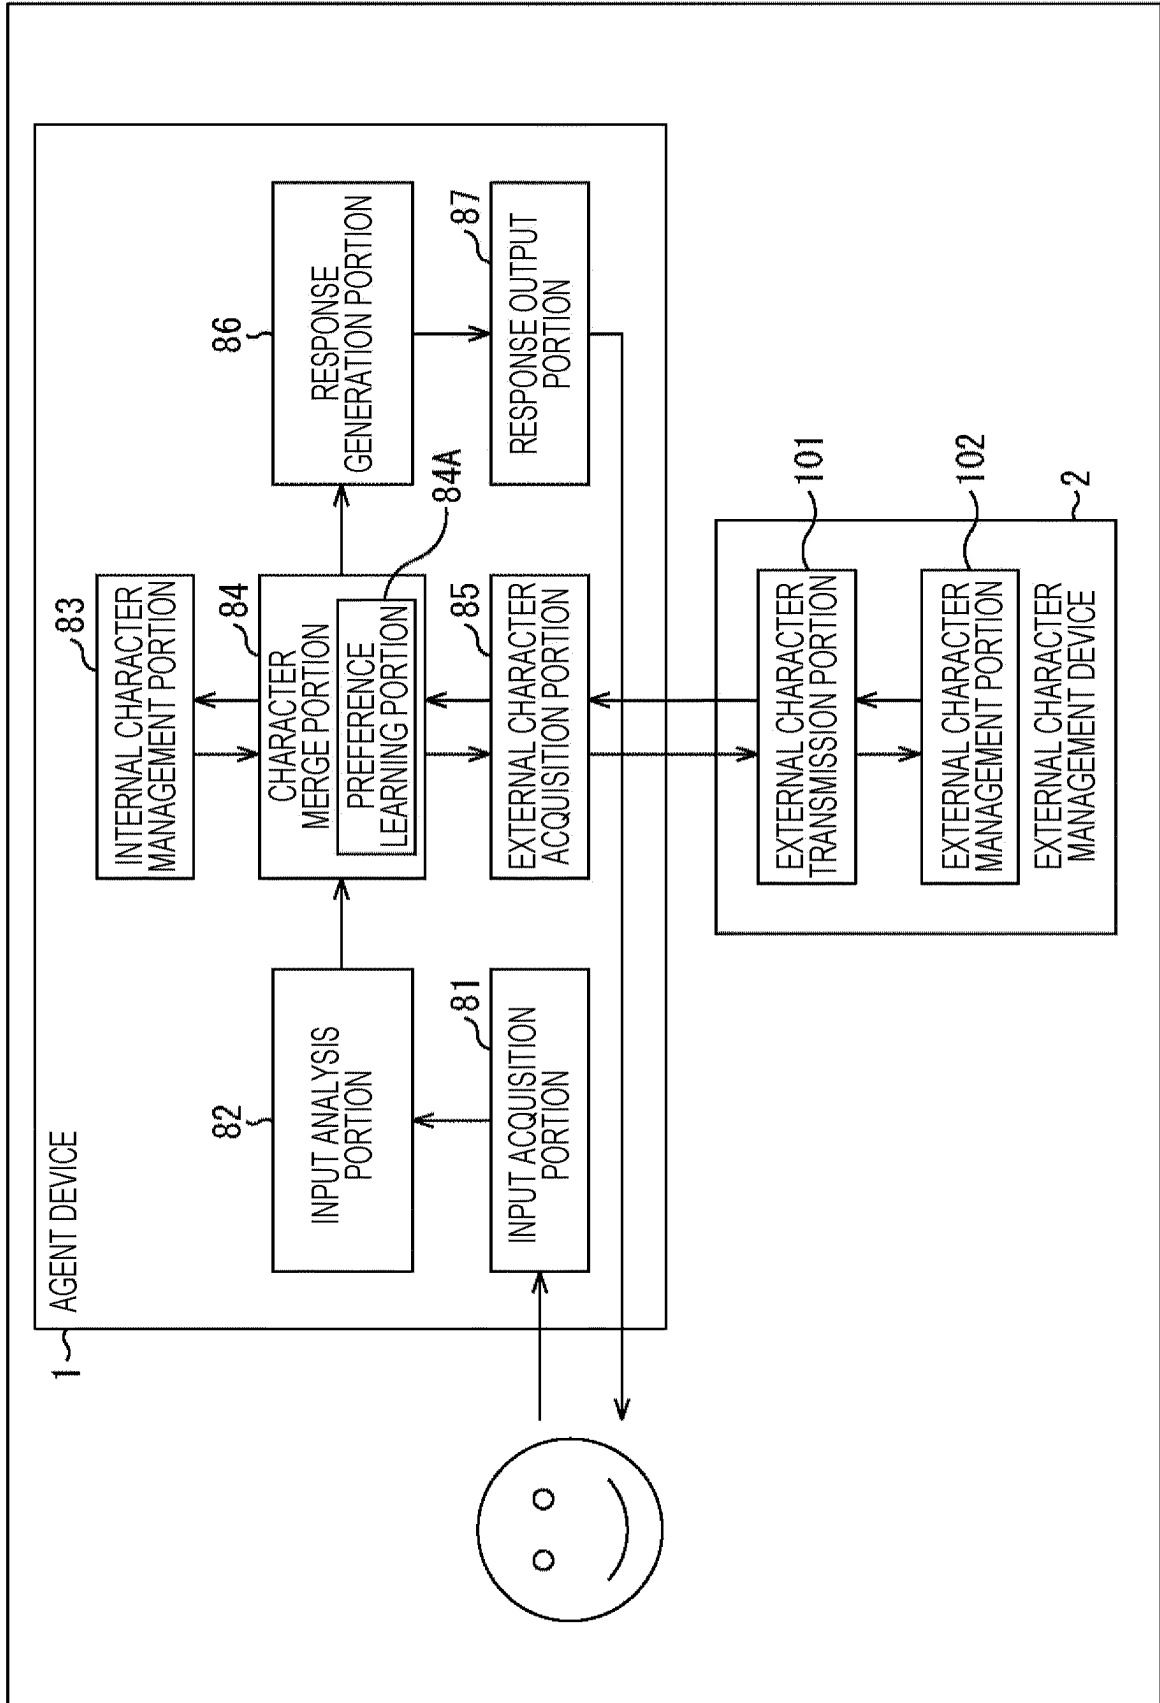 1
AGENT DEVICE
82
INPUT ANALYSIS
PORTION
81
INPUT ACQUISITION
PORTION
83
INTERNAL CHARACTER
MANAGEMENT PORTION
84
CHARACTER
MERGE PORTION
PREFERENCE
LEARNING PORTION
84A
85
EXTERNAL CHARACTER
ACQUISITION PORTION
86
RESPONSE
GENERATION PORTION
87
RESPONSE OUTPUT
PORTION
101
EXTERNAL CHARACTER
TRANSMISSION PORTION
102
EXTERNAL CHARACTER
MANAGEMENT PORTION
EXTERNAL CHARACTER
MANAGEMENT DEVICE
2